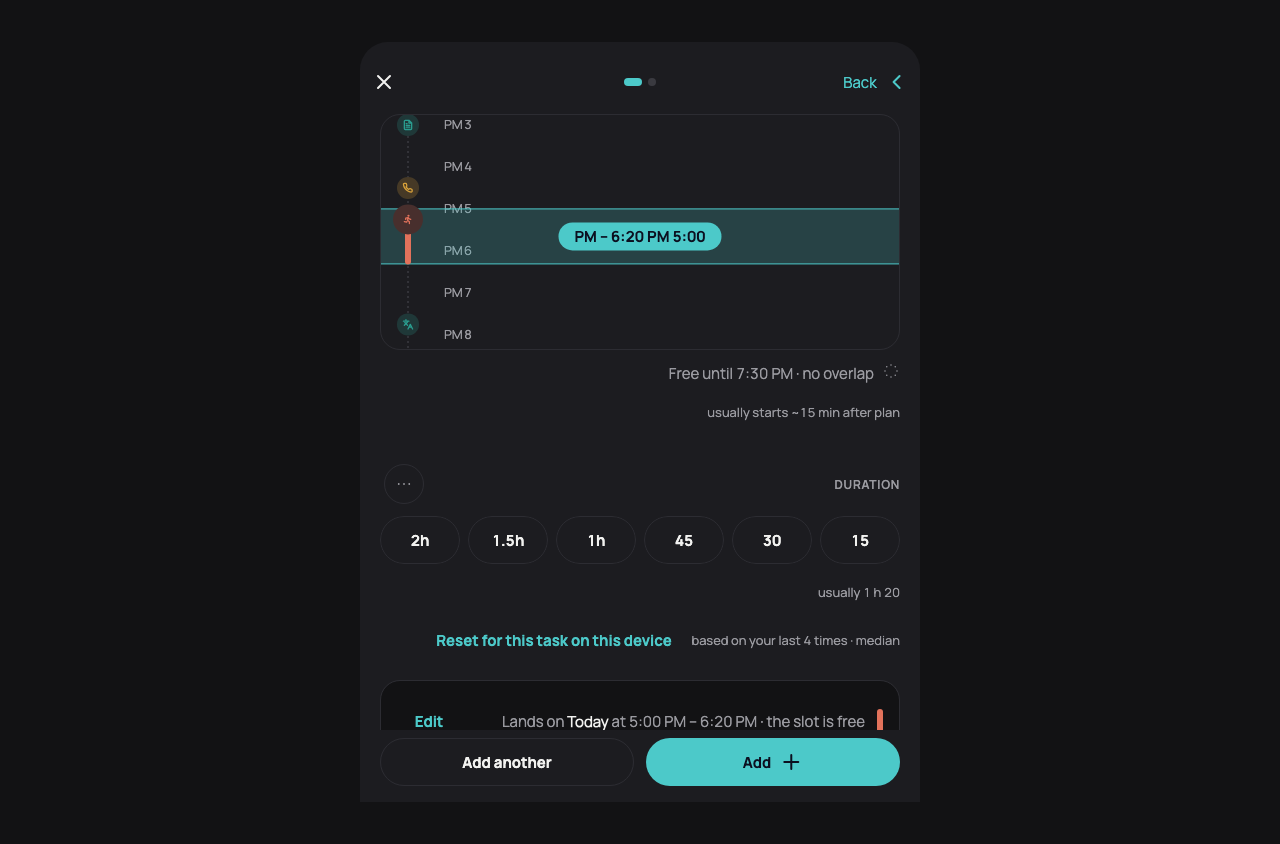 Back
PM 3
PM 4
PM 5
PM – 6:20 PM 5:00
PM 6
PM 7
PM 8
Free until 7:30 PM · no overlap
usually starts ~15 min after plan
DURATION
2h 1.5h 1h 45 30 15
usually 1 h 20
Reset for this task on this device based on your last 4 times · median
Edit Lands on Today at 5:00 PM – 6:20 PM · the slot is free
Add another Add